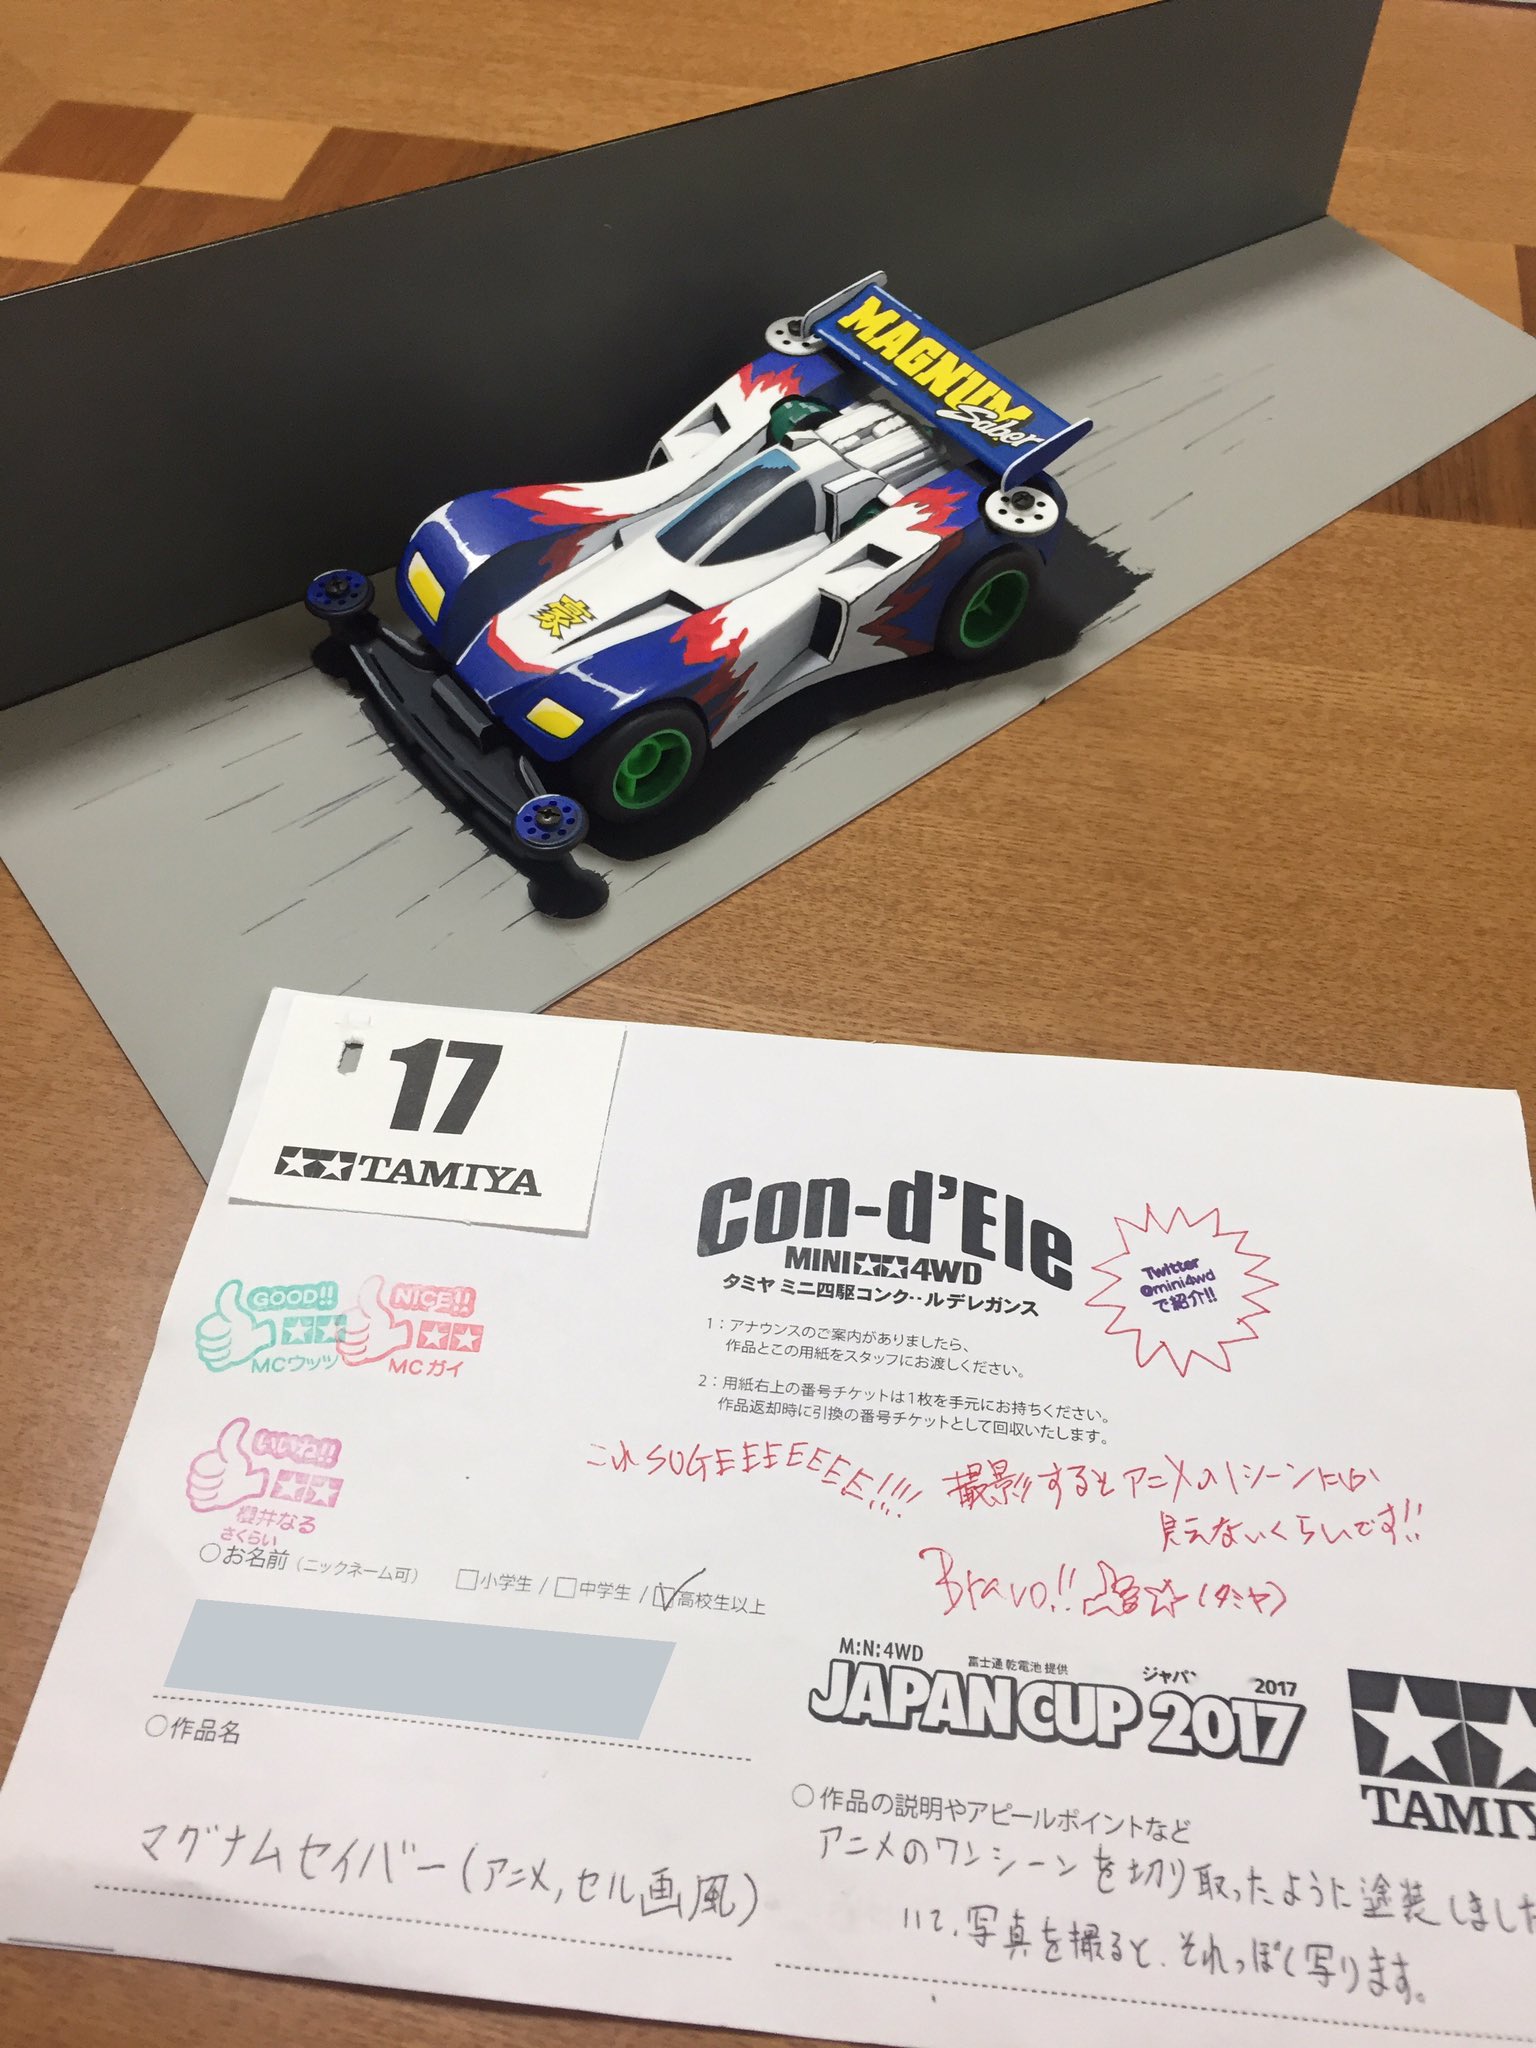 MAGNUM
Saber
豪
17
TAMIYA
Con-d'Ele
MINI 4WD
タミヤ ミニ四駆コンクールデレガンス
Twitter
@mini4wd
で紹介!!
GOOD!!
MCウッツ
NICE!!
MCガイ
1：アナウンスのご案内がありましたら、
作品とこの用紙をスタッフにお渡しください。
2：用紙右上の番号チケットは1枚を手元にお持ちください。
作品返却時に引換の番号チケットとして回収いたします。
いいね!!
櫻井なる
さくらい
これSUGEEEEEEE!!!! 撮影するとアニメの1シーンにしか
見えないくらいです!!
Bravo!! (タミヤ)
○お名前（ニックネーム可） □小学生 / □中学生 / □高校生以上
M:N:4WD
富士通 乾電池 提供
ジャパ
2017
JAPAN CUP 2017
TAMIY
○作品名
マグナムセイバー(アニメ,セル画風)
○作品の説明やアピールポイントなど
アニメのワンシーンを切り取ったように塗装しました
写真を撮ると、それっぽく写ります。